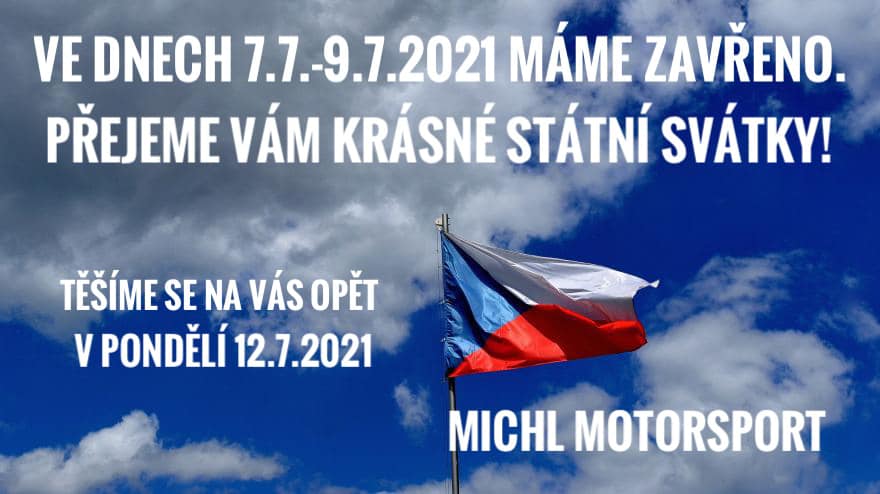 VE DNECH 7.7.-9.7.2021 MÁME ZAVŘENO.
PŘEJEME VÁM KRÁSNÉ STÁTNÍ SVÁTKY!
TĚŠÍME SE NA VÁS OPĚT
V PONDĚLÍ 12.7.2021
MICHL MOTORSPORT